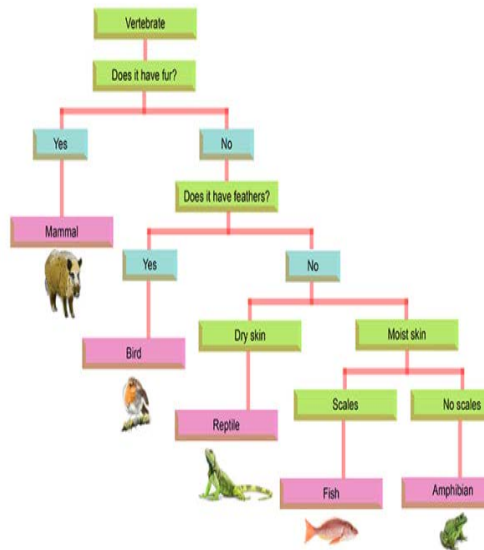 Vertebrate
Does it have fur?
Yes
No
Does it have feathers?
Mammal
Yes
No
Bird
Dry skin
Moist skin
Reptile
Scales
No scales
Fish
Amphibian